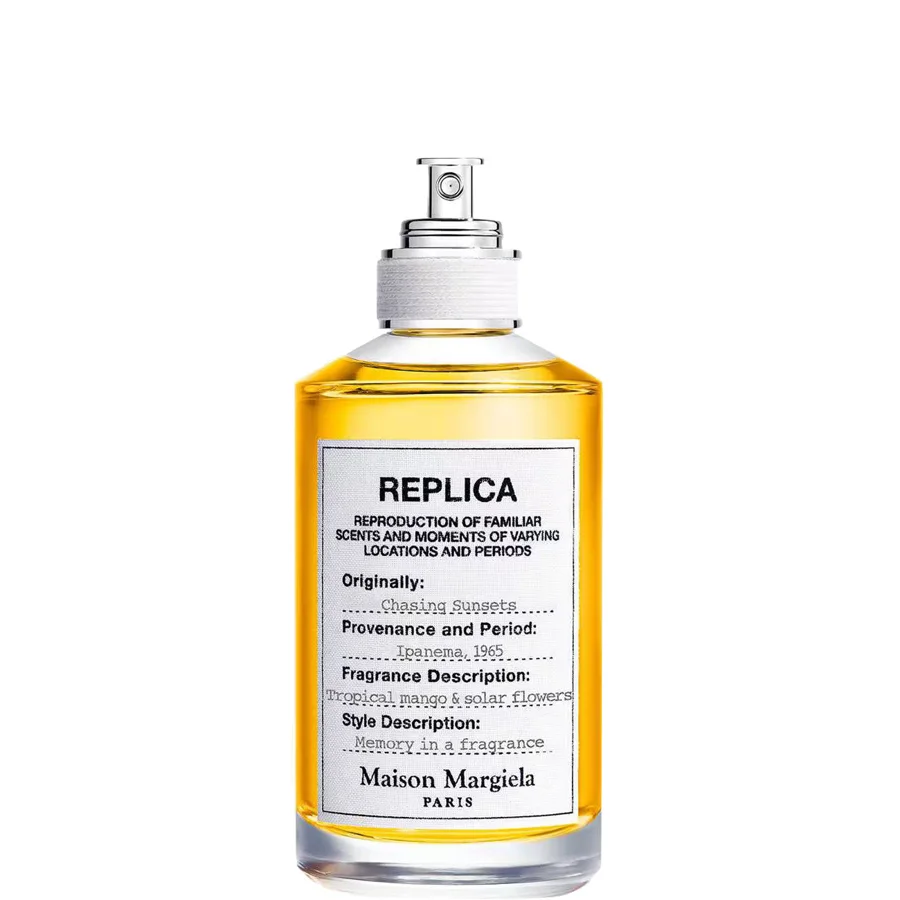 REPLICA
REPRODUCTION OF FAMILIAR
SCENTS AND MOMENTS OF VARYING
LOCATIONS AND PERIODS
Originally:
Chasing Sunsets
Provenance and Period:
Ipanema, 1965
Fragrance Description:
Tropical mango & solar flowers
Style Description:
Memory in a fragrance
Maison Margiela
PARIS